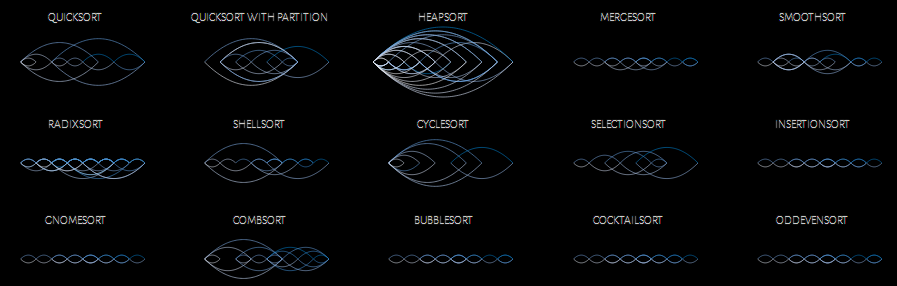 QUICKSORT
QUICKSORT WITH PARTITION
HEAPSORT
MERGESORT
SMOOTHSORT
RADIXSORT
SHELLSORT
CYCLESORT
SELECTIONSORT
INSERTIONSORT
GNOMESORT
COMBSORT
BUBBLESORT
COCKTAILSORT
ODDEVENSORT